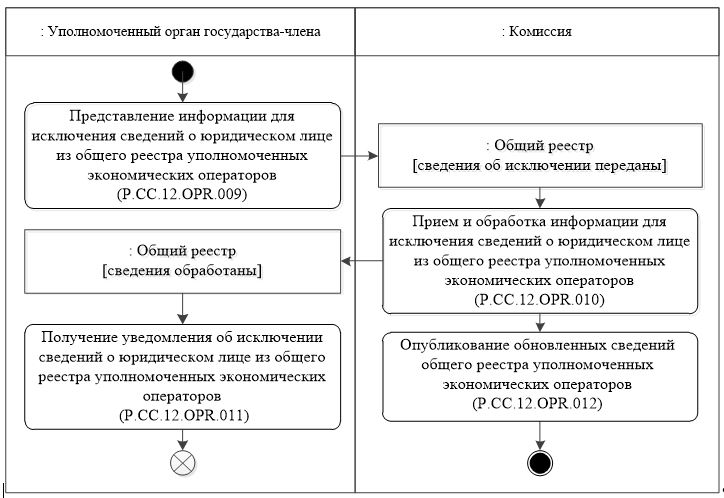 : Уполномоченный орган государства-члена
: Комиссия
Представление информации для
исключения сведений о юридическом лице
из общего реестра уполномоченных
экономических операторов
(P.CC.12.OPR.009)
: Общий реестр
[сведения об исключении переданы]
Прием и обработка информации для
исключения сведений о юридическом лице
из общего реестра уполномоченных
экономических операторов
(P.CC.12.OPR.010)
: Общий реестр
[сведения обработаны]
Получение уведомления об исключении
сведений о юридическом лице из общего
реестра уполномоченных экономических
операторов
(P.CC.12.OPR.011)
Опубликование обновленных сведений
общего реестра уполномоченных
экономических операторов
(P.CC.12.OPR.012)